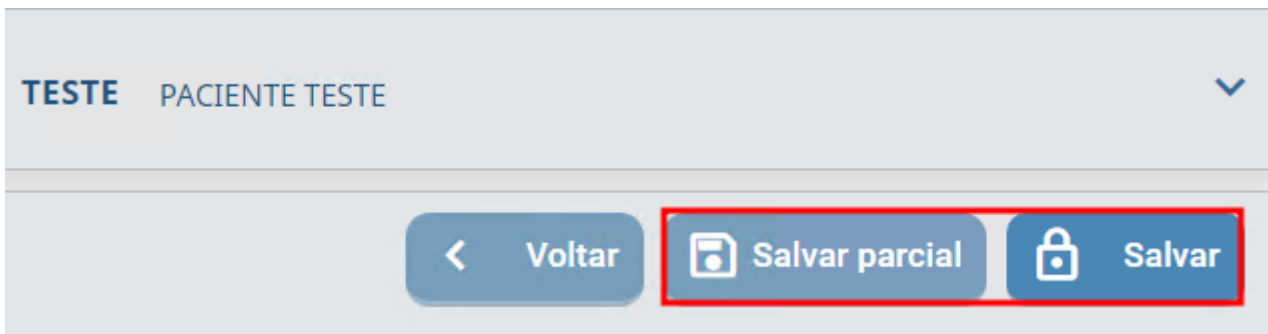 TESTE PACIENTE TESTE
Voltar Salvar parcial Salvar